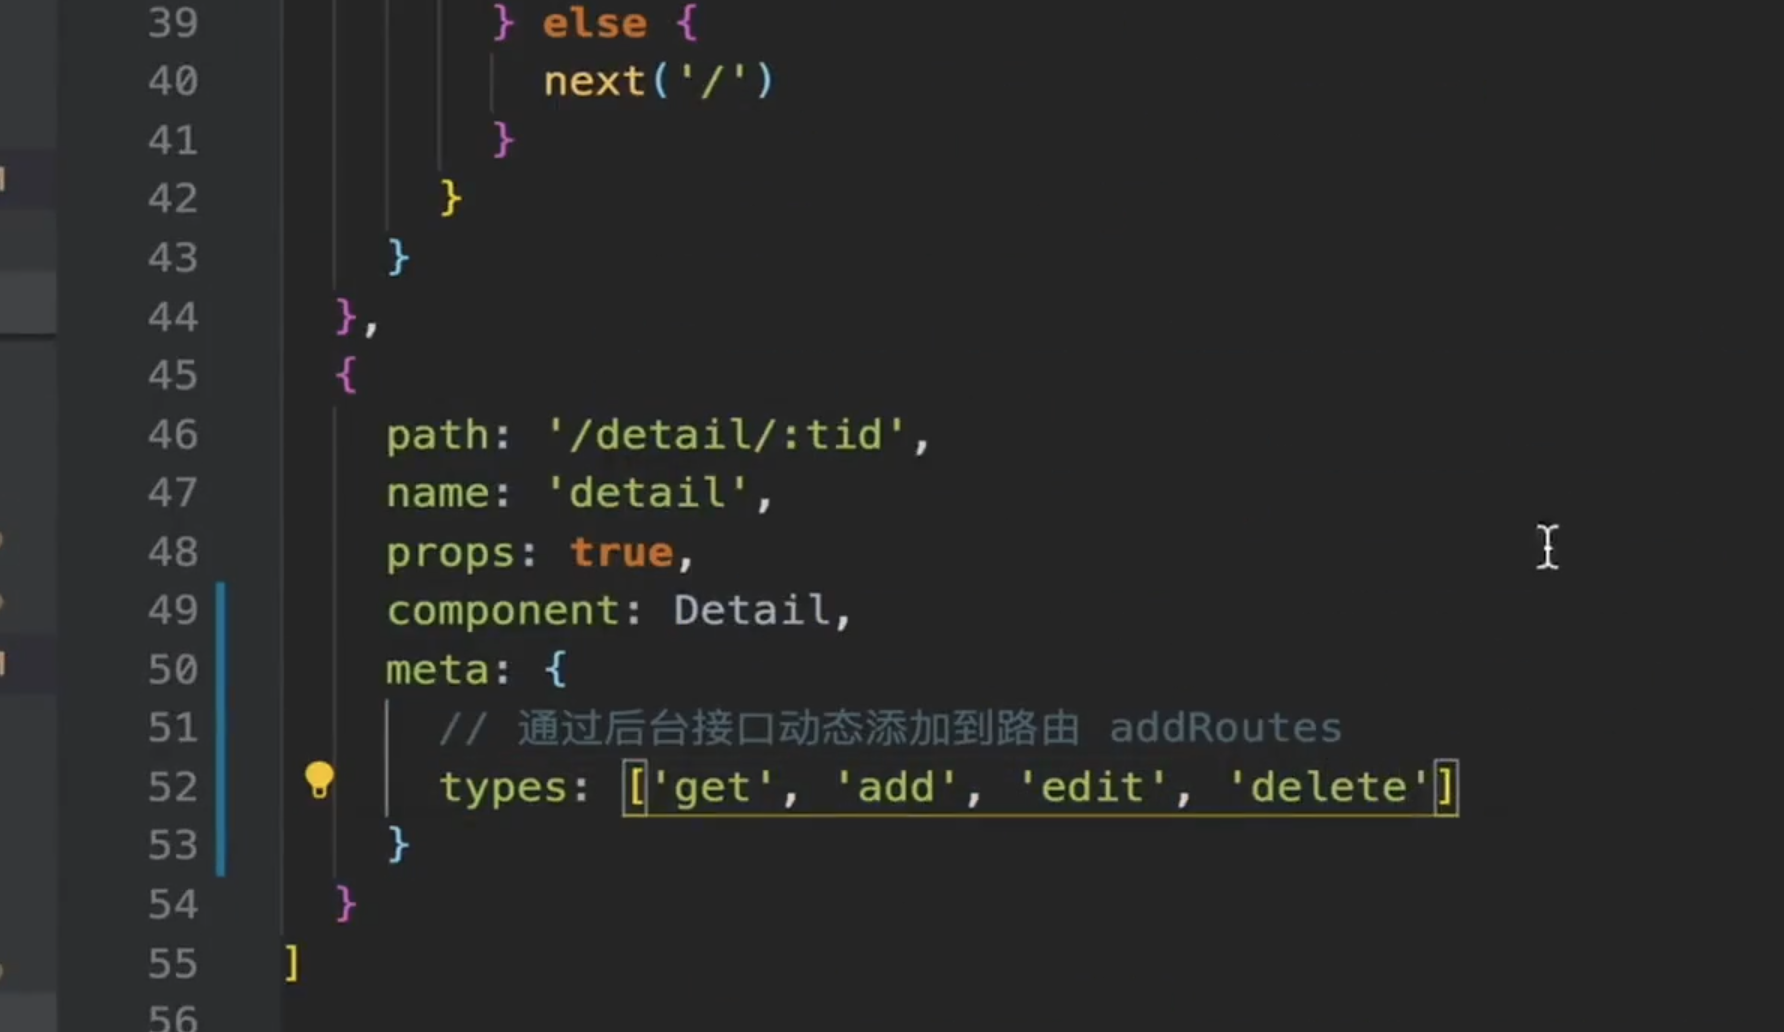 39 } else {
40 next('/')
41 }
42 }
43 }
44 },
45 {
46 path: '/detail/:tid',
47 name: 'detail',
48 props: true,
49 component: Detail,
50 meta: {
51 // 通过后台接口动态添加到路由 addRoutes
52 types: ['get', 'add', 'edit', 'delete']
53 }
54 }
55 ]
56